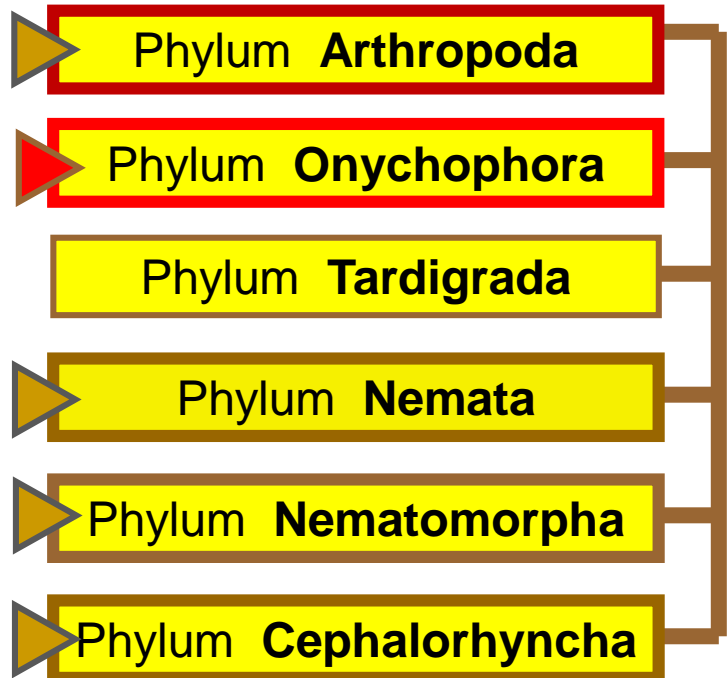 Phylum Arthropoda
Phylum Onychophora
Phylum Tardigrada
Phylum Nemata
Phylum Nematomorpha
Phylum Cephalorhyncha